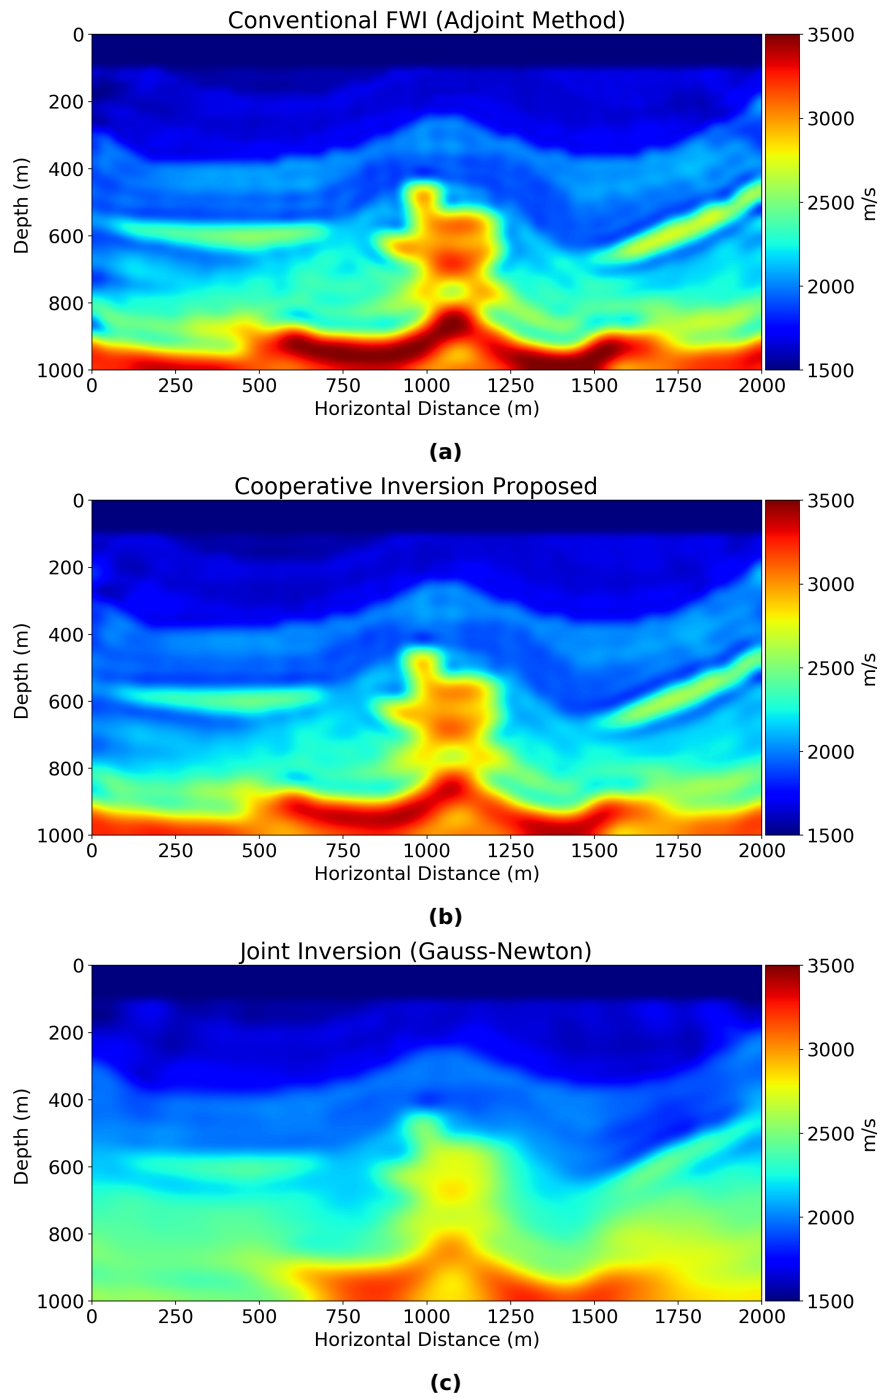 Conventional FWI (Adjoint Method)
0
200
400
600
800
1000
Depth (m)
0 250 500 750 1000 1250 1500 1750 2000
Horizontal Distance (m)
3500
3000
2500
2000
1500
m/s
(a)
Cooperative Inversion Proposed
0
200
400
600
800
1000
Depth (m)
0 250 500 750 1000 1250 1500 1750 2000
Horizontal Distance (m)
3500
3000
2500
2000
1500
m/s
(b)
Joint Inversion (Gauss-Newton)
0
200
400
600
800
1000
Depth (m)
0 250 500 750 1000 1250 1500 1750 2000
Horizontal Distance (m)
3500
3000
2500
2000
1500
m/s
(c)